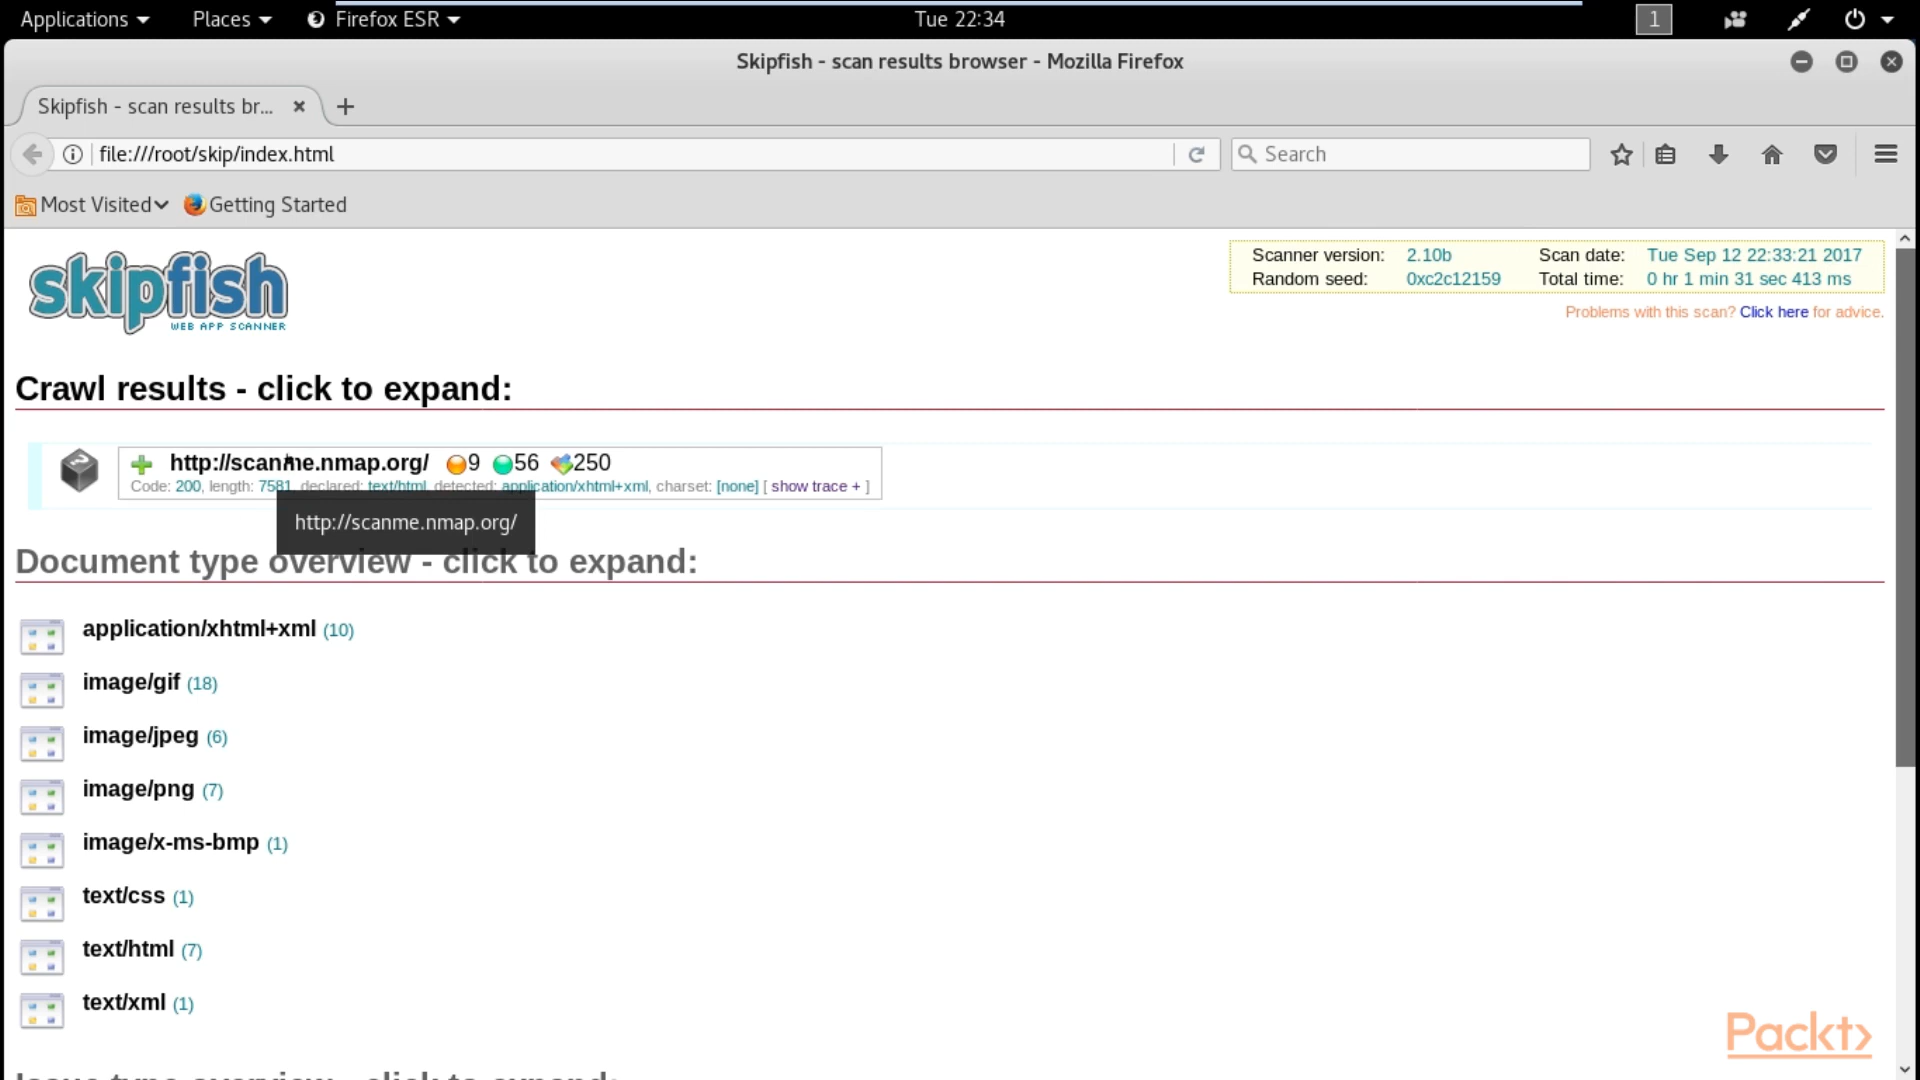 Applications Places Firefox ESR Tue 22:34 1
Skipfish - scan results browser - Mozilla Firefox
Skipfish - scan results br...
file:///root/skip/index.html Search
Most Visited Getting Started
skipfish
WEB APP SCANNER
Scanner version: 2.10b Scan date: Tue Sep 12 22:33:21 2017
Random seed: 0xc2c12159 Total time: 0 hr 1 min 31 sec 413 ms
Problems with this scan? Click here for advice.
Crawl results - click to expand:
http://scanme.nmap.org/ 9 56 250
Code: 200, length: 7581, declared: text/html, detected: application/xhtml+xml, charset: [none] [ show trace + ]
http://scanme.nmap.org/
Document type overview - click to expand:
application/xhtml+xml (10)
image/gif (18)
image/jpeg (6)
image/png (7)
image/x-ms-bmp (1)
text/css (1)
text/html (7)
text/xml (1)
Packt>
Issue type overview - click to expand: